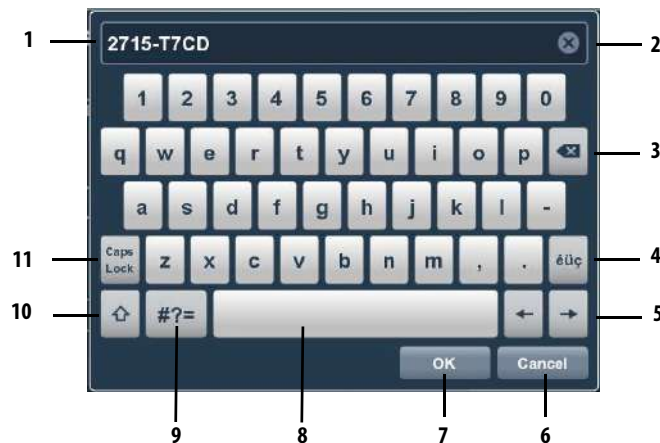 1 2715-T7CD 2
1 2 3 4 5 6 7 8 9 0
q w e r t y u i o p 3
a s d f g h j k l -
11 Caps Lock z x c v b n m , . éüç 4
10 #?= 5
OK Cancel
9 8 7 6